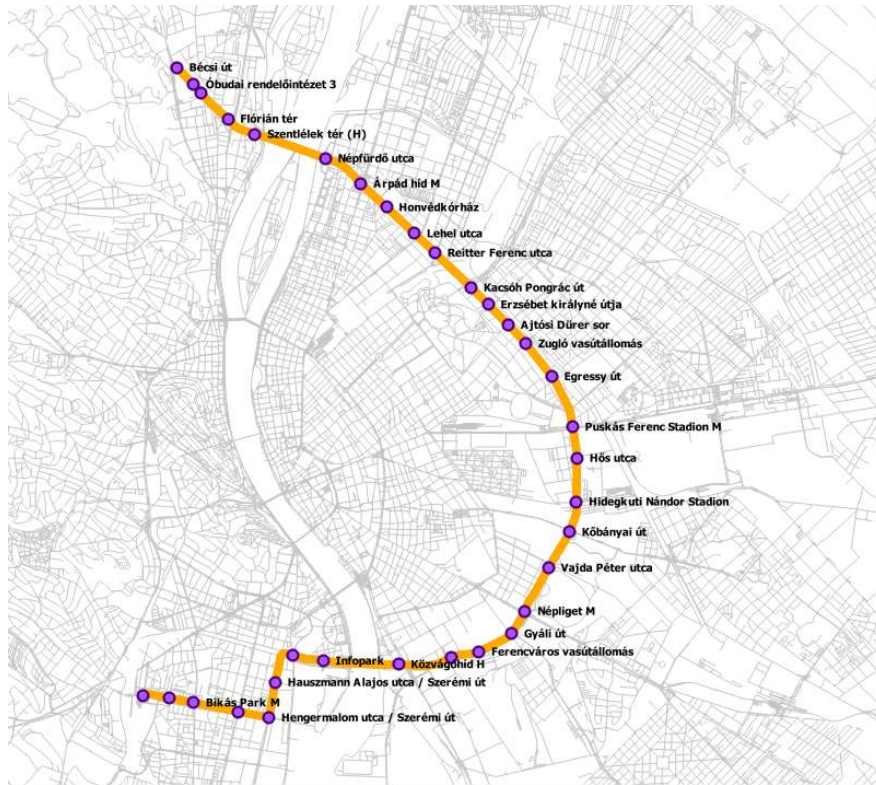 Bécsi út
Óbudai rendelőintézet 3
Flórián tér
Szentlélek tér (H)
Népfürdő utca
Árpád híd M
Honvédkórház
Lehel utca
Reitter Ferenc utca
Kacsóh Pongrác út
Erzsébet királyné útja
Ajtósi Dürer sor
Zugló vasútállomás
Egressy út
Puskás Ferenc Stadion M
Hős utca
Hidegkuti Nándor Stadion
Kőbányai út
Vajda Péter utca
Népliget M
Gyáli út
Ferencváros vasútállomás
Infopark
Közvágóhíd H
Hauszmann Alajos utca / Szerémi út
Bikás Park M
Hengermalom utca / Szerémi út